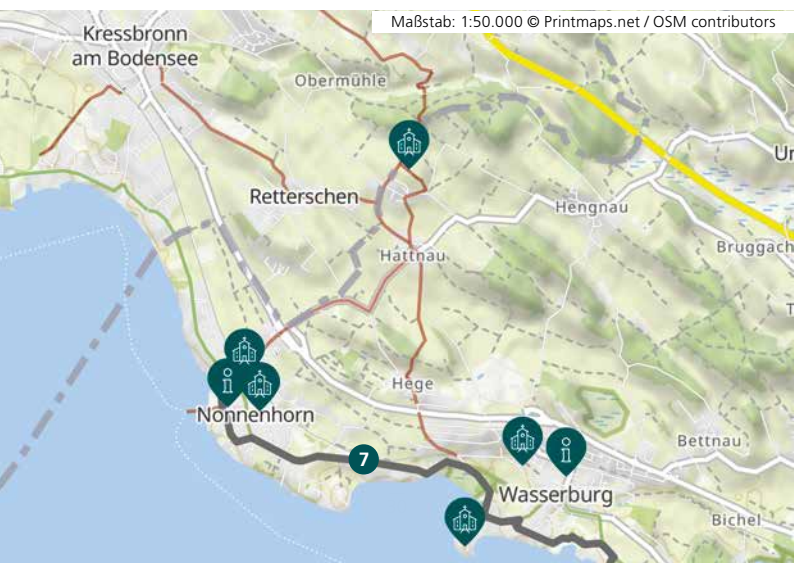 Maßstab: 1:50.000 © Printmaps.net / OSM contributors
Kressbronn
am Bodensee
Obermühle
Retterschen
Hengnau
Hattnau
Bruggach
Hege
Nonnenhorn
7
Bettnau
Wasserburg
Bichel